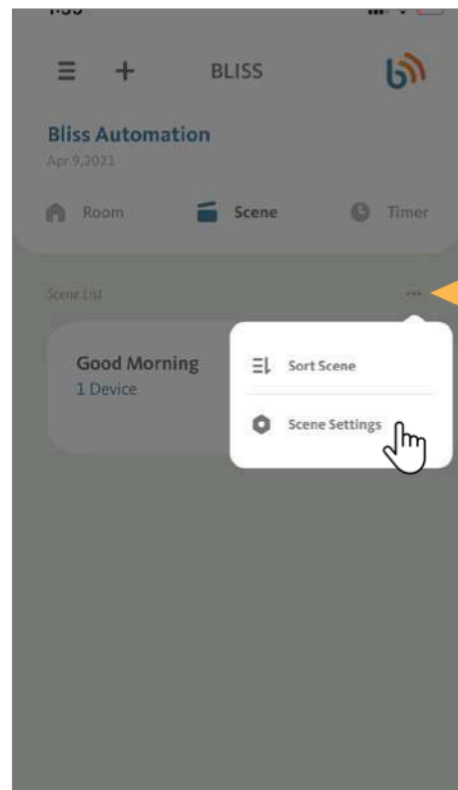 BLISS
Bliss Automation
Apr 9,2021
Room Scene Timer
Scene List
Good Morning
1 Device
Sort Scene
Scene Settings